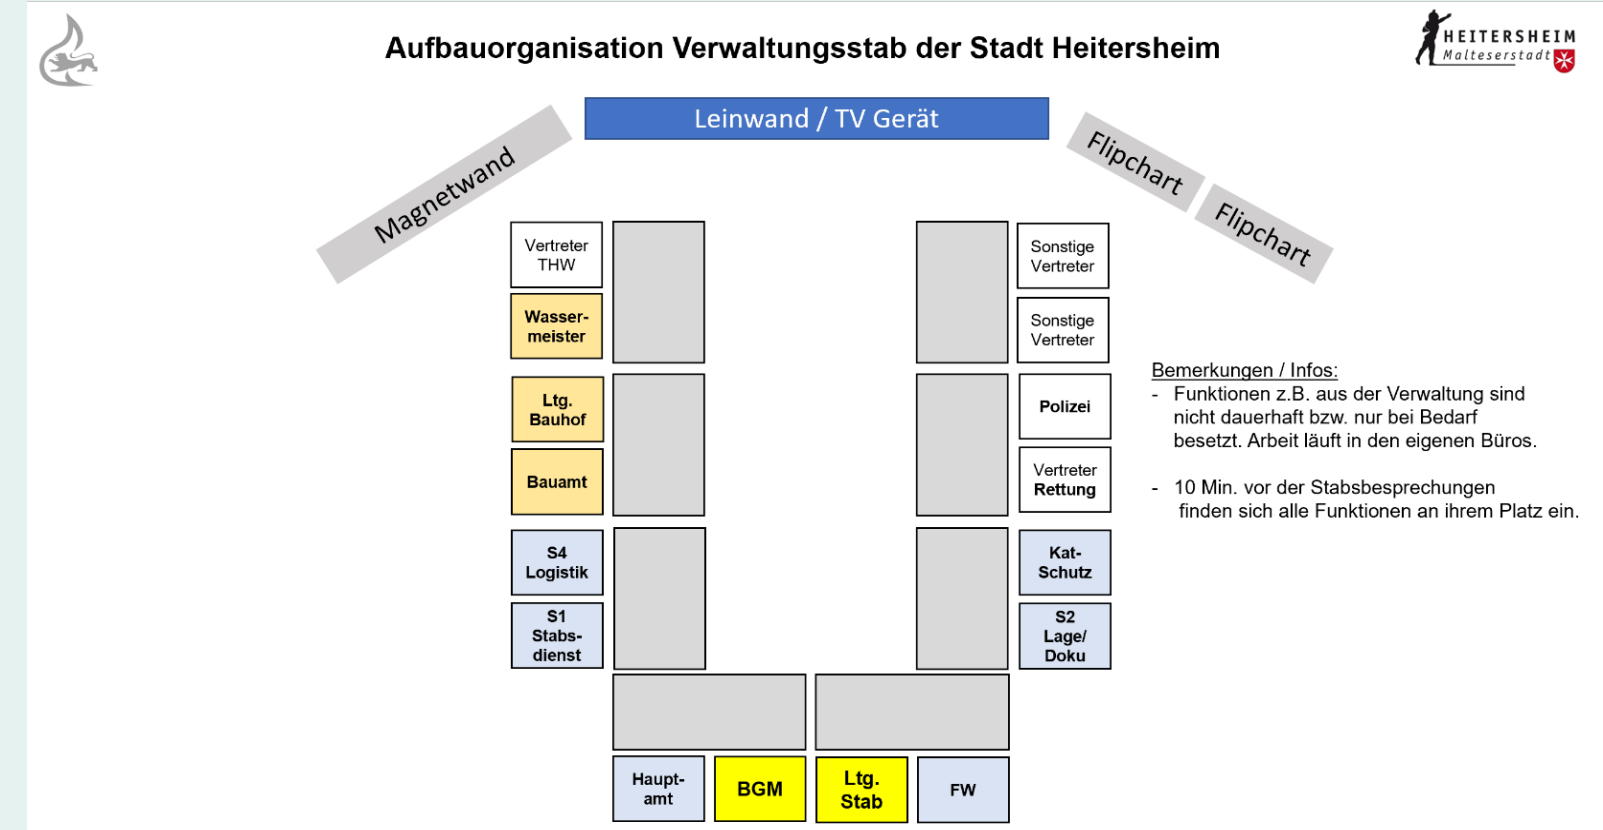 Aufbauorganisation Verwaltungsstab der Stadt Heitersheim
HEITERSHEIM
Malteserstadt
Leinwand / TV Gerät
Magnetwand
Flipchart
Flipchart
Vertreter
THW
Wasser-
meister
Ltg.
Bauhof
Bauamt
S4
Logistik
S1
Stabs-
dienst
Sonstige
Vertreter
Sonstige
Vertreter
Polizei
Vertreter
Rettung
Kat-
Schutz
S2
Lage/
Doku
Haupt-
amt
BGM
Ltg.
Stab
FW
Bemerkungen / Infos:
- Funktionen z.B. aus der Verwaltung sind
nicht dauerhaft bzw. nur bei Bedarf
besetzt. Arbeit läuft in den eigenen Büros.
- 10 Min. vor der Stabsbesprechungen
finden sich alle Funktionen an ihrem Platz ein.